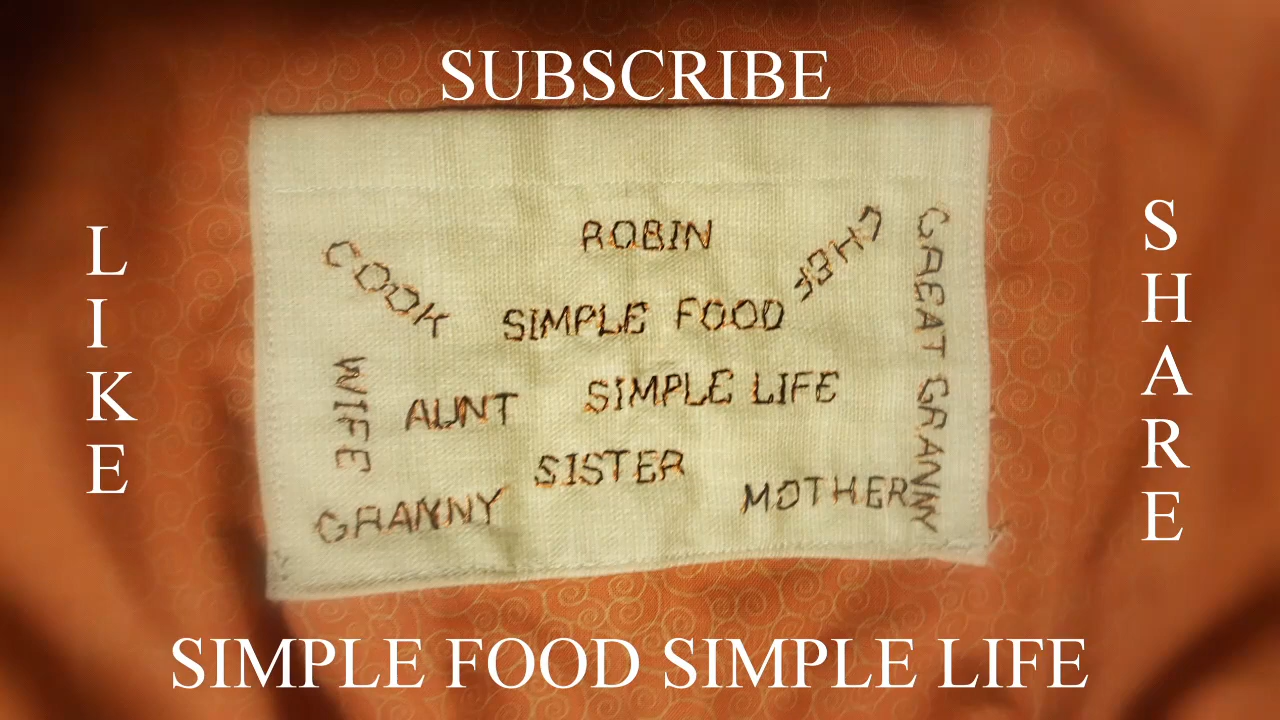 SUBSCRIBE
LIKE
SHARE
ROBIN
COOK
CHEF
GREAT GRANNY
SIMPLE FOOD
SIMPLE LIFE
WIFE
AUNT
SISTER
MOTHER
GRANNY
SIMPLE FOOD SIMPLE LIFE